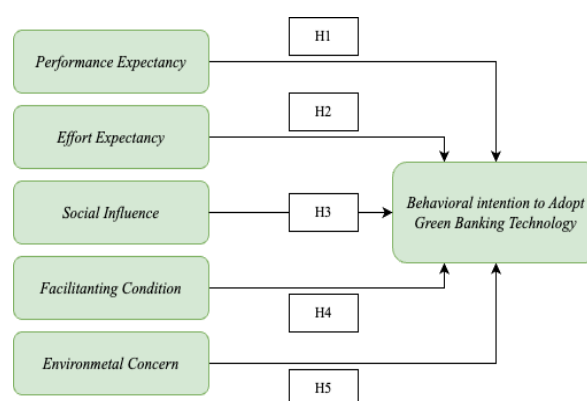 H1
Performance Expectancy
H2
Effort Expectancy
Social Influence
H3
Behavioral intention to Adopt
Green Banking Technology
Facilitanting Condition
H4
Environmetal Concern
H5